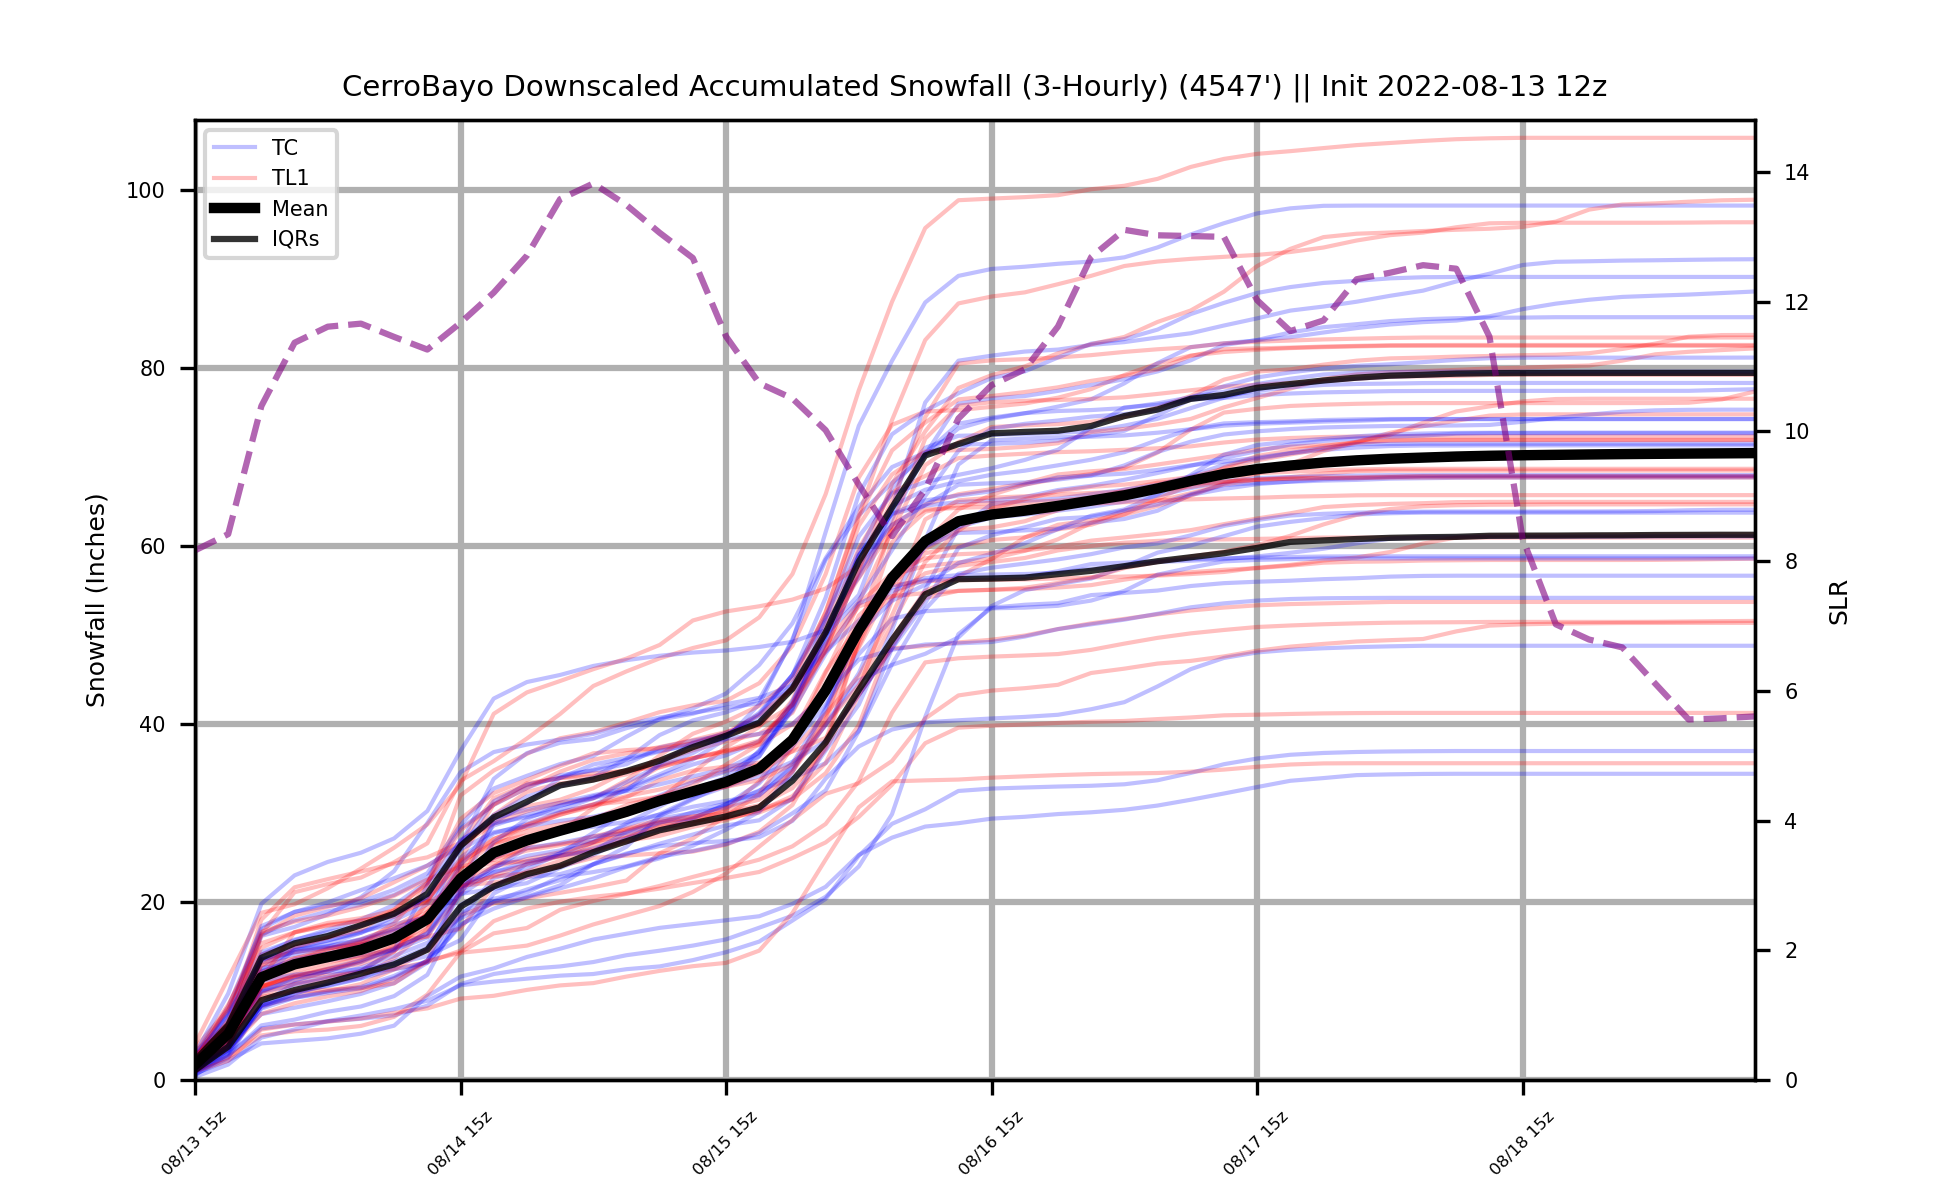 CerroBayo Downscaled Accumulated Snowfall (3-Hourly) (4547') || Init 2022-08-13 12z
TC
TL1
Mean
IQRs
Snowfall (Inches)
100
80
60
40
20
0
14
12
10
8
6
4
2
0
SLR
08/13 15z
08/14 15z
08/15 15z
08/16 15z
08/17 15z
08/18 15z